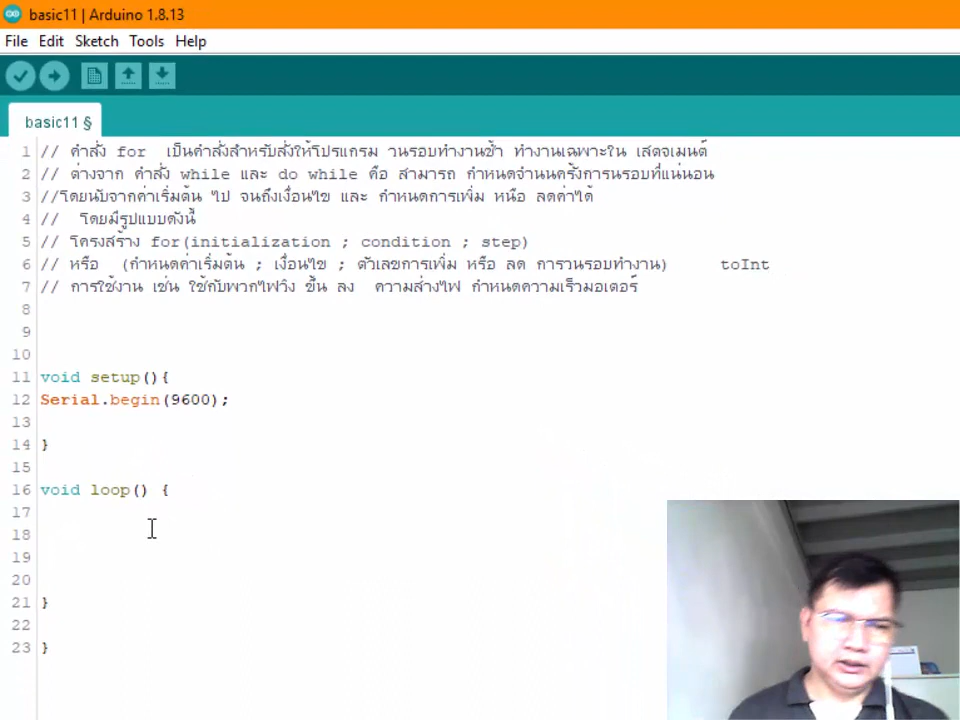 basic11 | Arduino 1.8.13
File Edit Sketch Tools Help
basic11 §
1 // คำสั่ง for เป็นคำสั่งสำหรับสั่งให้โปรแกรม วนรอบทำงานซ้ำ ทำงานเฉพาะใน เสตจเมนต์
2 // ต่างจาก คำสั่ง while และ do while คือ สามารถ กำหนดจำนนครั้งการนรอบที่แน่นอน
3 //โดยนับจากค่าเริ่มต้น ไป จนถึงเงื่อนไข และ กำหนดการเพิ่ม หนือ ลดค่าได้
4 // โดยมีรูปแบบดังนี้
5 // โครงสร้าง for(initialization ; condition ; step)
6 // หรือ (กำหนดค่าเริ่มต้น ; เงื่อนไข ; ตัวเลขการเพิ่ม หรือ ลด การวนรอบทำงาน) toInt
7 // การใช้งาน เช่น ใช้กับพวกไฟวิ่ง ขึ้น ลง ความส่างไฟ กำหนดความเร็วมอเตอร์
8
9
10
11 void setup(){
12 Serial.begin(9600);
13
14 }
15
16 void loop() {
17
18
19
20
21 }
22
23 }